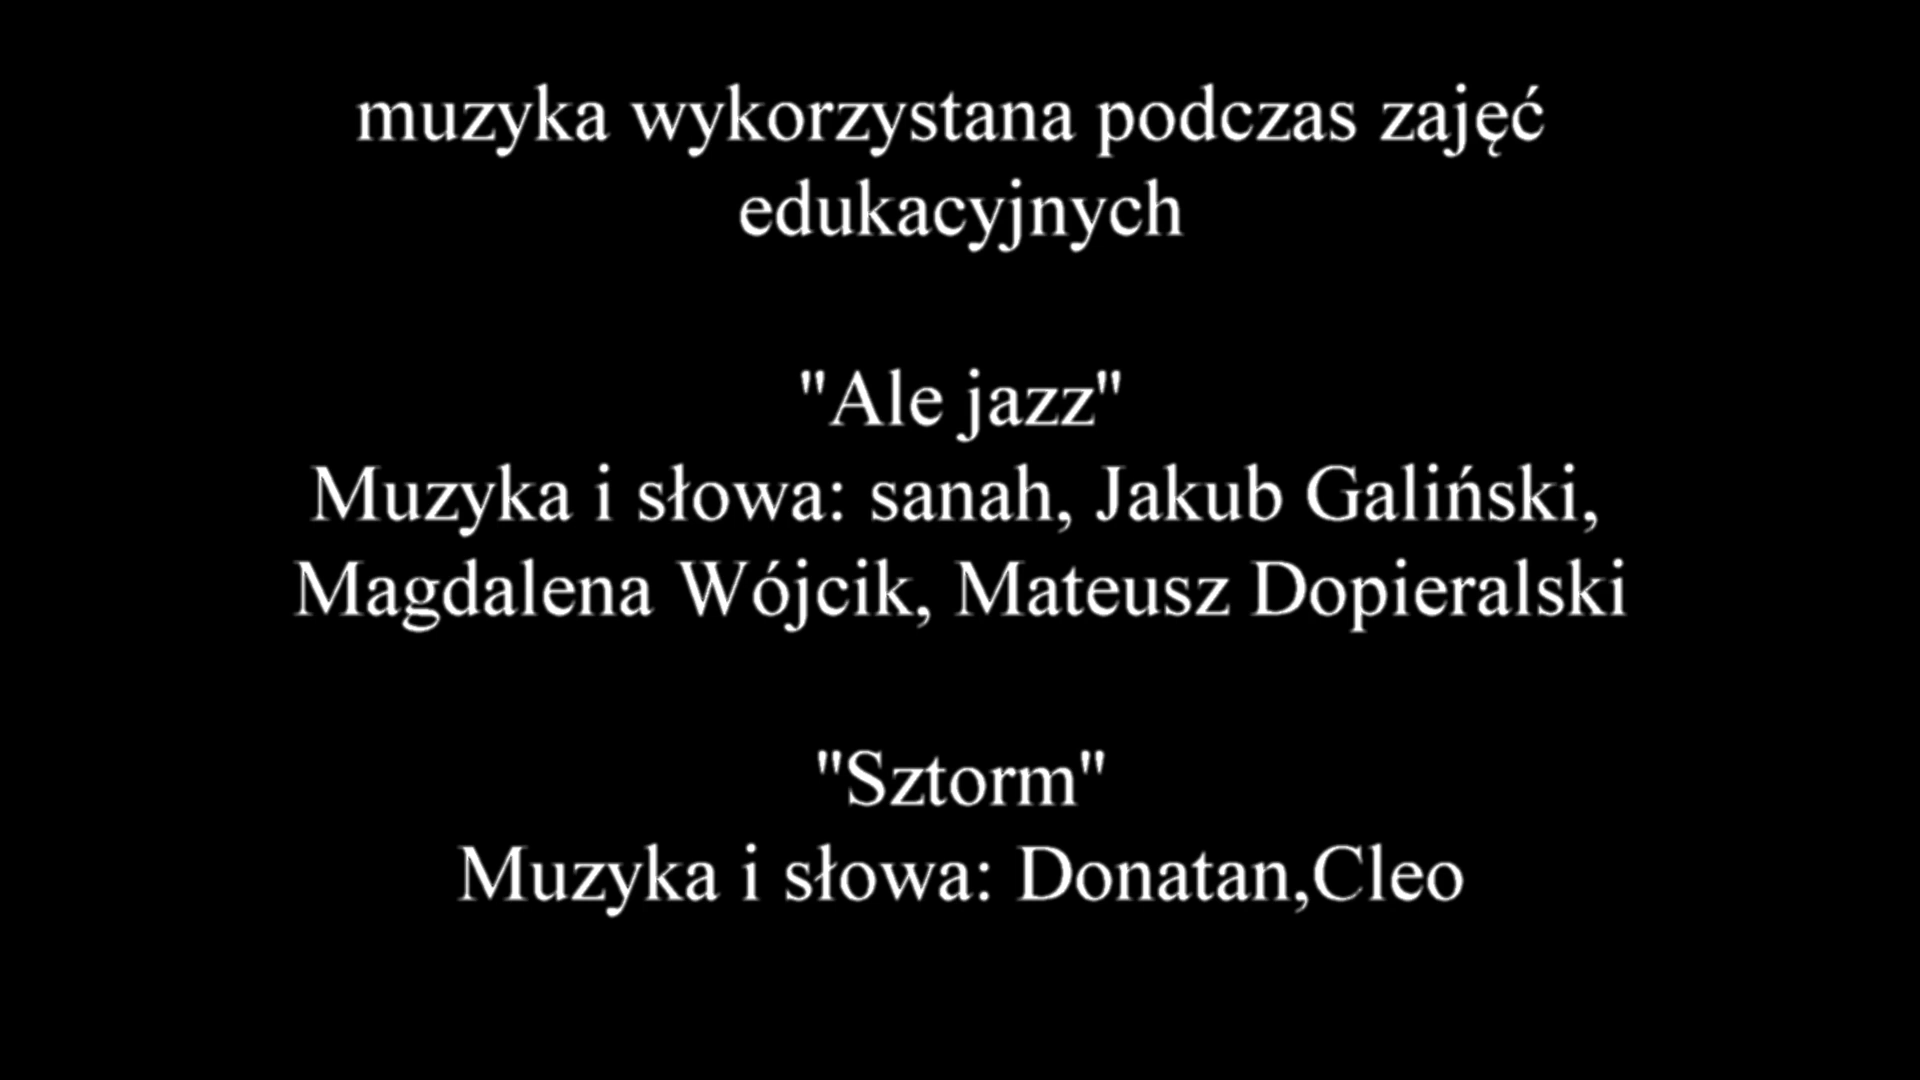 muzyka wykorzystana podczas zajęć
edukacyjnych
"Ale jazz"
Muzyka i słowa: sanah, Jakub Galiński,
Magdalena Wójcik, Mateusz Dopieralski
"Sztorm"
Muzyka i słowa: Donatan,Cleo